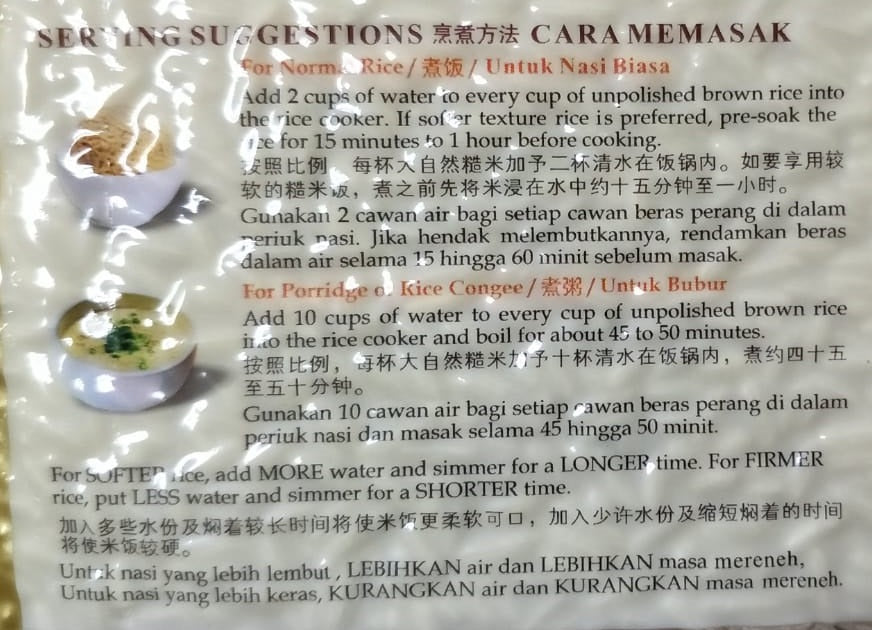 SERVING SUGGESTIONS 烹煮方法 CARA MEMASAK
For Normal Rice / 煮饭 / Untuk Nasi Biasa
Add 2 cups of water to every cup of unpolished brown rice into
the rice cooker. If softer texture rice is preferred, pre-soak the
rice for 15 minutes to 1 hour before cooking.
按照比例，每杯大自然糙米加予二杯清水在饭锅内。如要享用较
软的糙米饭，煮之前先将米浸在水中约十五分钟至一小时。
Gunakan 2 cawan air bagi setiap cawan beras perang di dalam
periuk nasi. Jika hendak melembutkannya, rendamkan beras
dalam air selama 15 hingga 60 minit sebelum masak.
For Porridge or Rice Congee / 煮粥 / Untuk Bubur
Add 10 cups of water to every cup of unpolished brown rice
into the rice cooker and boil for about 45 to 50 minutes.
按照比例，每杯大自然糙米加予十杯清水在饭锅内，煮约四十五
至五十分钟。
Gunakan 10 cawan air bagi setiap cawan beras perang di dalam
periuk nasi dan masak selama 45 hingga 50 minit.
For SOFTER rice, add MORE water and simmer for a LONGER time. For FIRMER
rice, put LESS water and simmer for a SHORTER time.
加入多些水份及焖着较长时间将使米饭更柔软可口，加入少许水份及缩短焖着的时间
将使米饭较硬。
Untuk nasi yang lebih lembut , LEBIHKAN air dan LEBIHKAN masa mereneh,
Untuk nasi yang lebih keras, KURANGKAN air dan KURANGKAN masa mereneh.